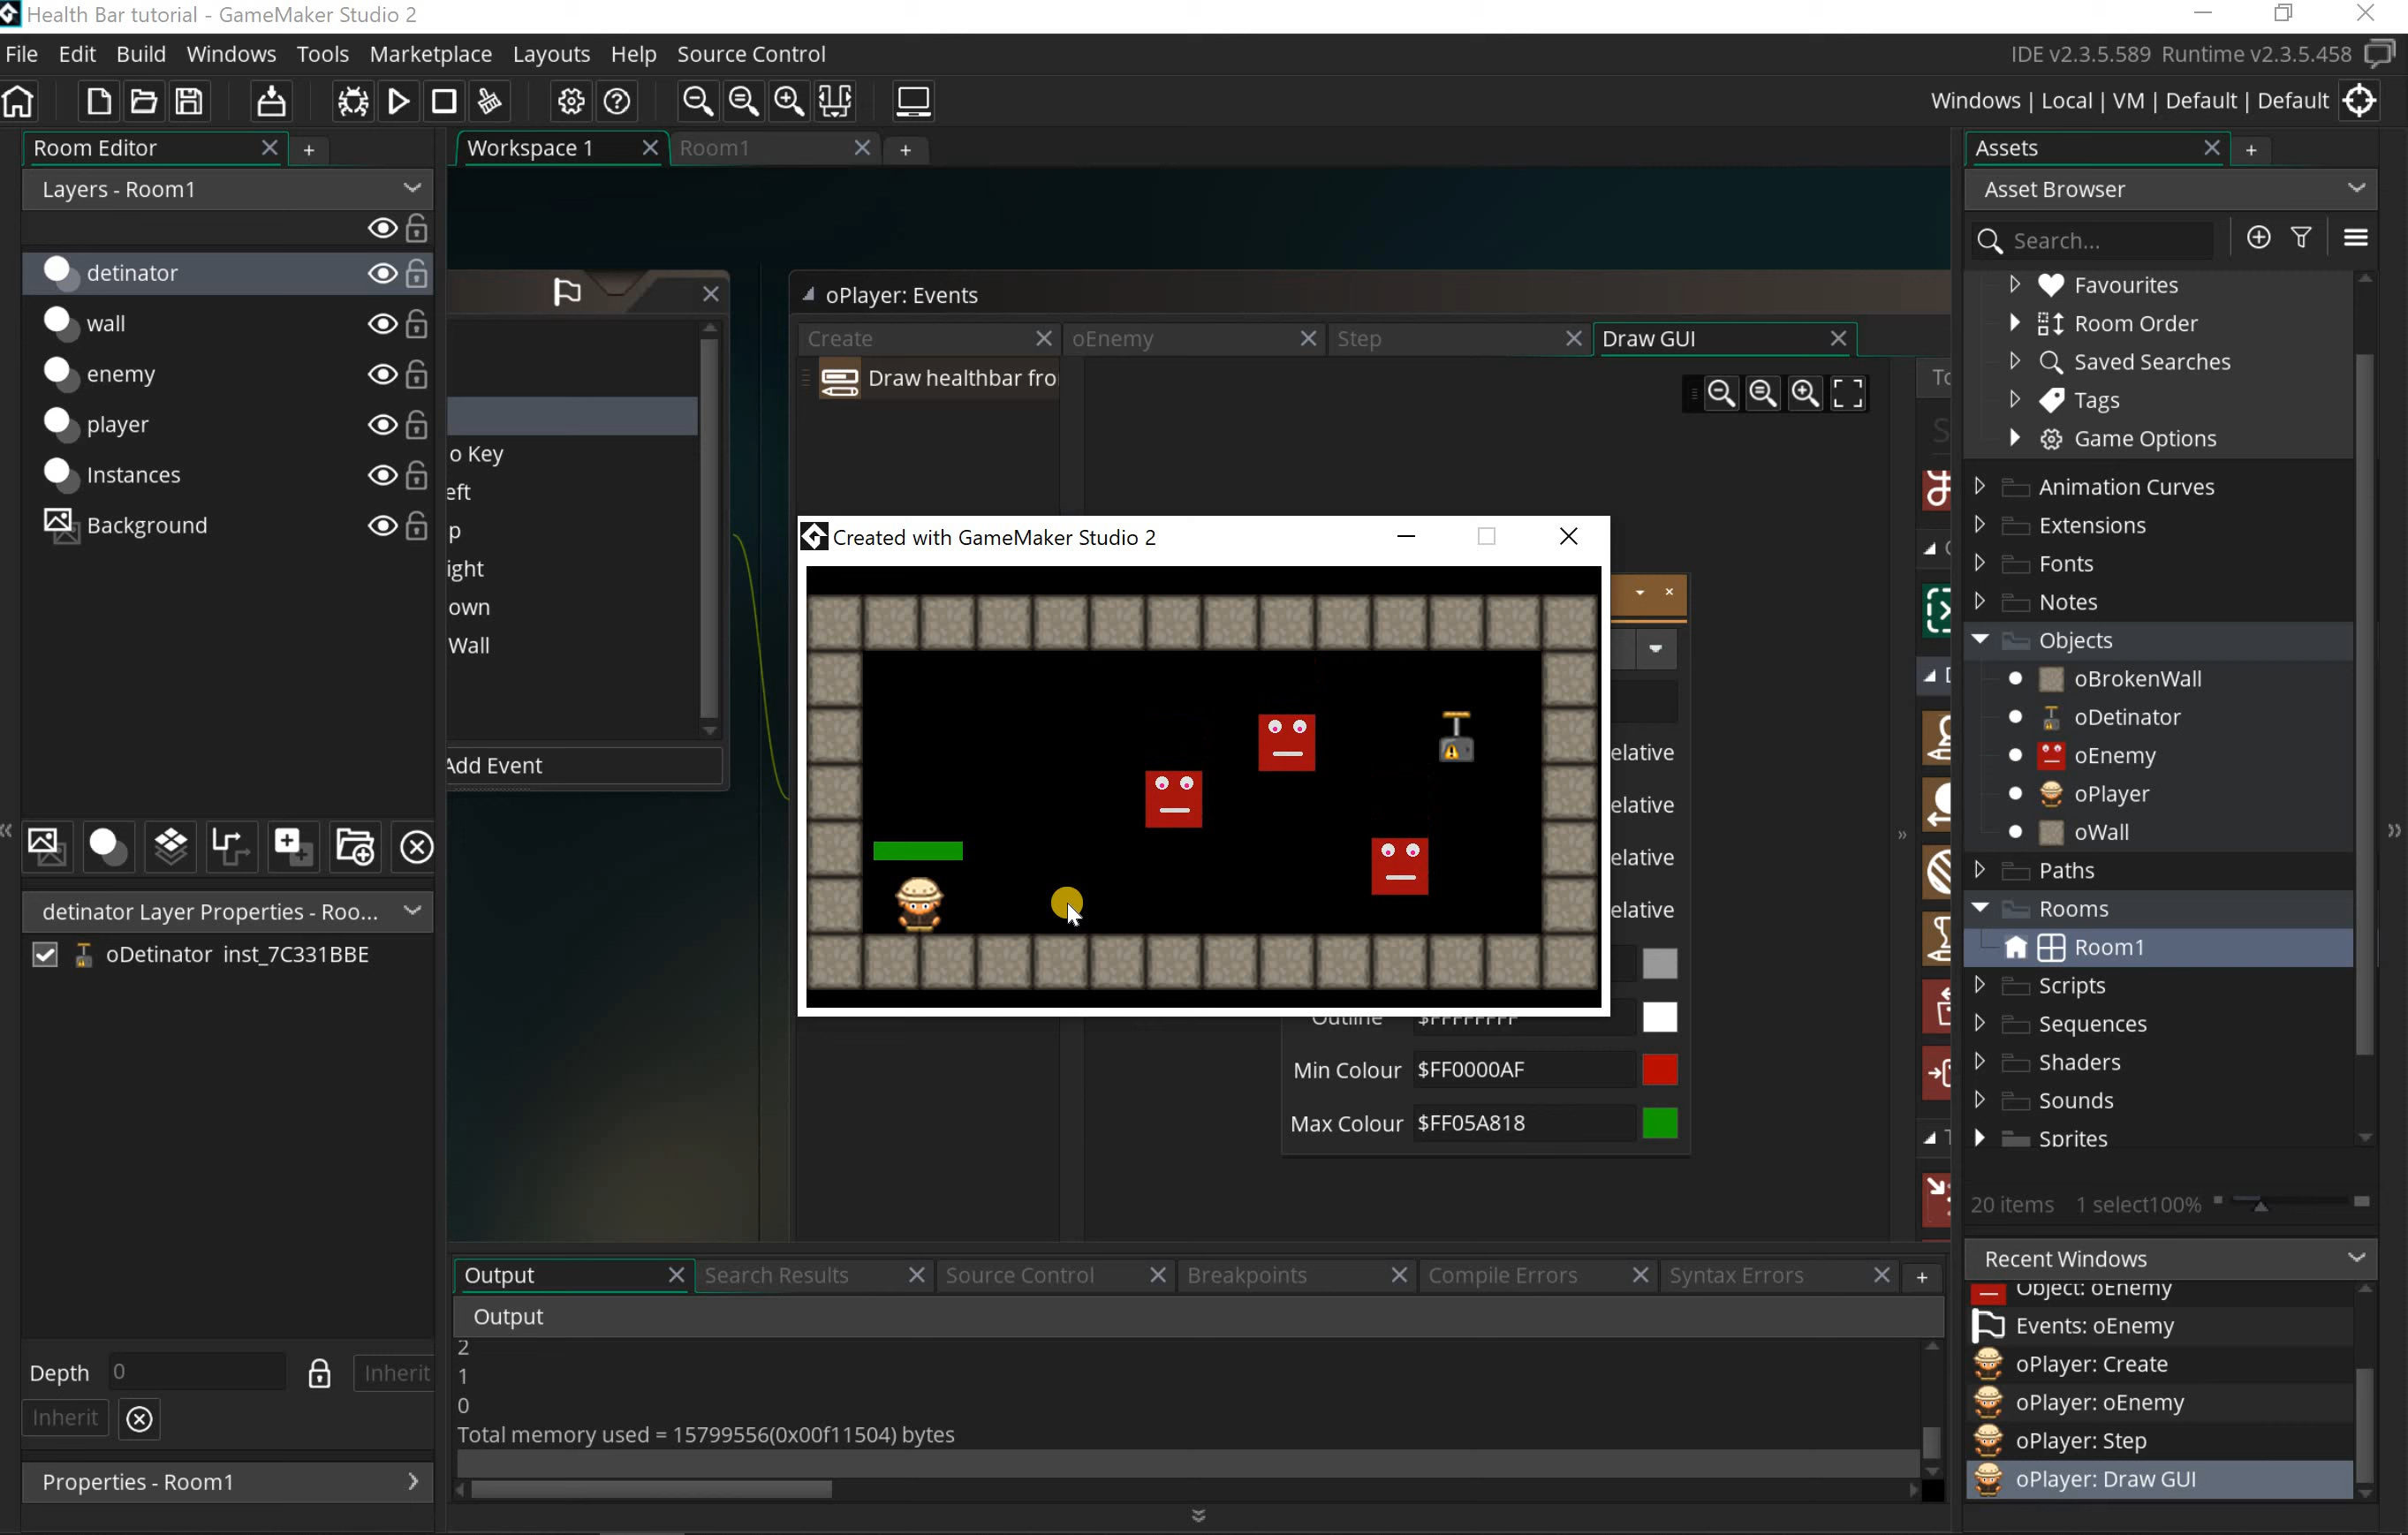 Health Bar tutorial - GameMaker Studio 2
File Edit Build Windows Tools Marketplace Layouts Help Source Control
IDE v2.3.5.589 Runtime v2.3.5.458
Windows | Local | VM | Default | Default
Room Editor
+
Workspace 1
Room1
+
Assets
+
Layers - Room1
detinator
wall
enemy
player
Instances
Background
detinator Layer Properties - Roo...
oDetinator inst_7C331BBE
Depth 0
Inherit
Inherit
Properties - Room1
o Key
eft
p
ight
own
Wall
Add Event
oPlayer: Events
Create
oEnemy
Step
Draw GUI
Draw healthbar fro
Created with GameMaker Studio 2
elative
elative
elative
elative
Outline $FFFFFFFF
Min Colour $FF0000AF
Max Colour $FF05A818
Output
Search Results
Source Control
Breakpoints
Compile Errors
Syntax Errors
+
Output
2
1
0
Total memory used = 15799556(0x00f11504) bytes
Asset Browser
Search...
Favourites
Room Order
Saved Searches
Tags
Game Options
Animation Curves
Extensions
Fonts
Notes
Objects
oBrokenWall
oDetinator
oEnemy
oPlayer
oWall
Paths
Rooms
Room1
Scripts
Sequences
Shaders
Sounds
Sprites
20 items 1 select100%
Recent Windows
Object: oEnemy
Events: oEnemy
oPlayer: Create
oPlayer: oEnemy
oPlayer: Step
oPlayer: Draw GUI